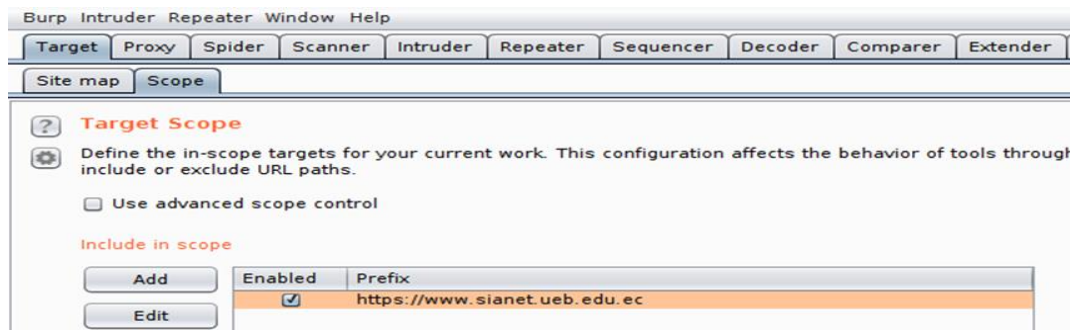 Burp Intruder Repeater Window Help
Target Proxy Spider Scanner Intruder Repeater Sequencer Decoder Comparer Extender
Site map Scope
? Target Scope
Define the in-scope targets for your current work. This configuration affects the behavior of tools
include or exclude URL paths.
Use advanced scope control
Include in scope
Add Enabled Prefix
https://www.sianet.ueb.edu.ec
Edit